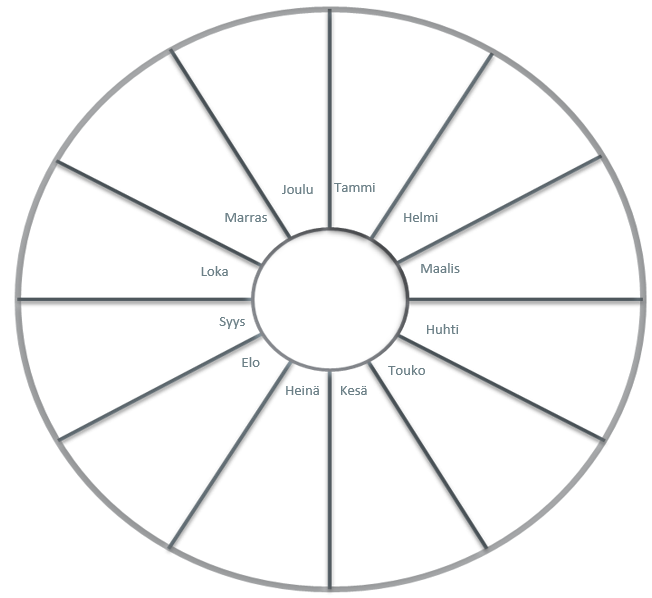 Tammi
Helmi
Maalis
Huhti
Touko
Kesä
Heinä
Elo
Syys
Loka
Marras
Joulu